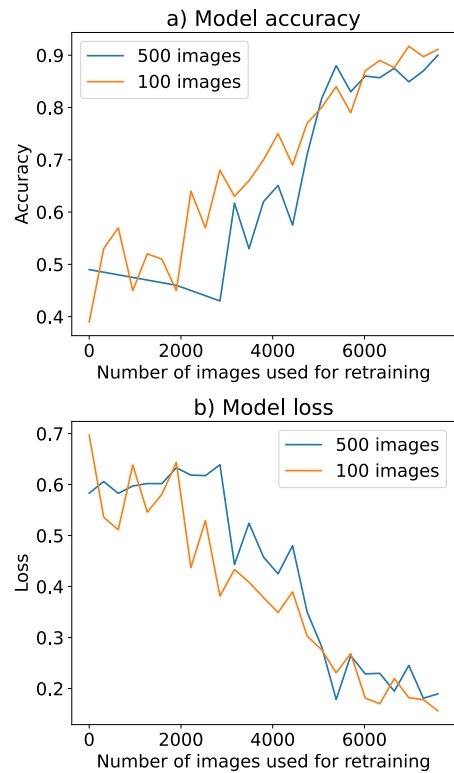 a) Model accuracy
0.9
0.8
0.7
0.6
0.5
0.4
Accuracy
500 images
100 images
0
2000
4000
6000
Number of images used for retraining
b) Model loss
0.7
0.6
0.5
0.4
0.3
0.2
Loss
500 images
100 images
0
2000
4000
6000
Number of images used for retraining